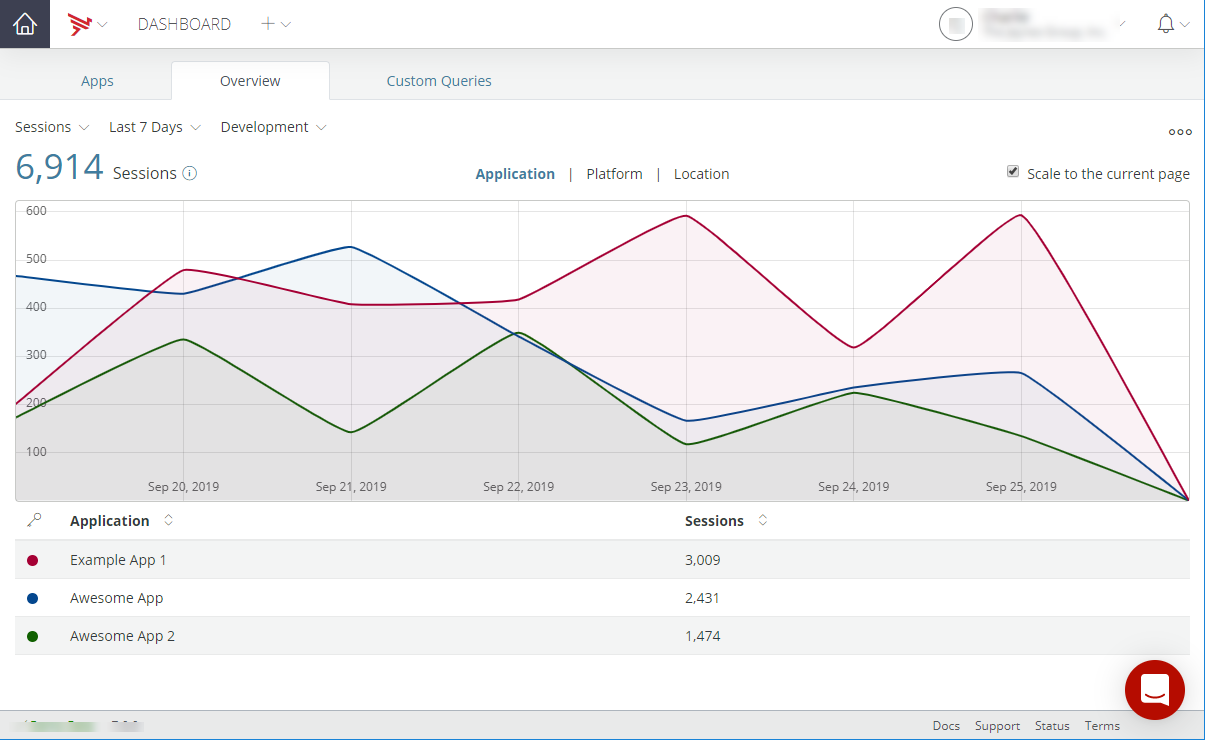 DASHBOARD
Apps Overview Custom Queries
Sessions Last 7 Days Development
6,914 Sessions
Application | Platform | Location
Scale to the current page
600
500
400
300
200
100
Sep 20, 2019 Sep 21, 2019 Sep 22, 2019 Sep 23, 2019 Sep 24, 2019 Sep 25, 2019
Application Sessions
Example App 1 3,009
Awesome App 2,431
Awesome App 2 1,474
Docs Support Status Terms